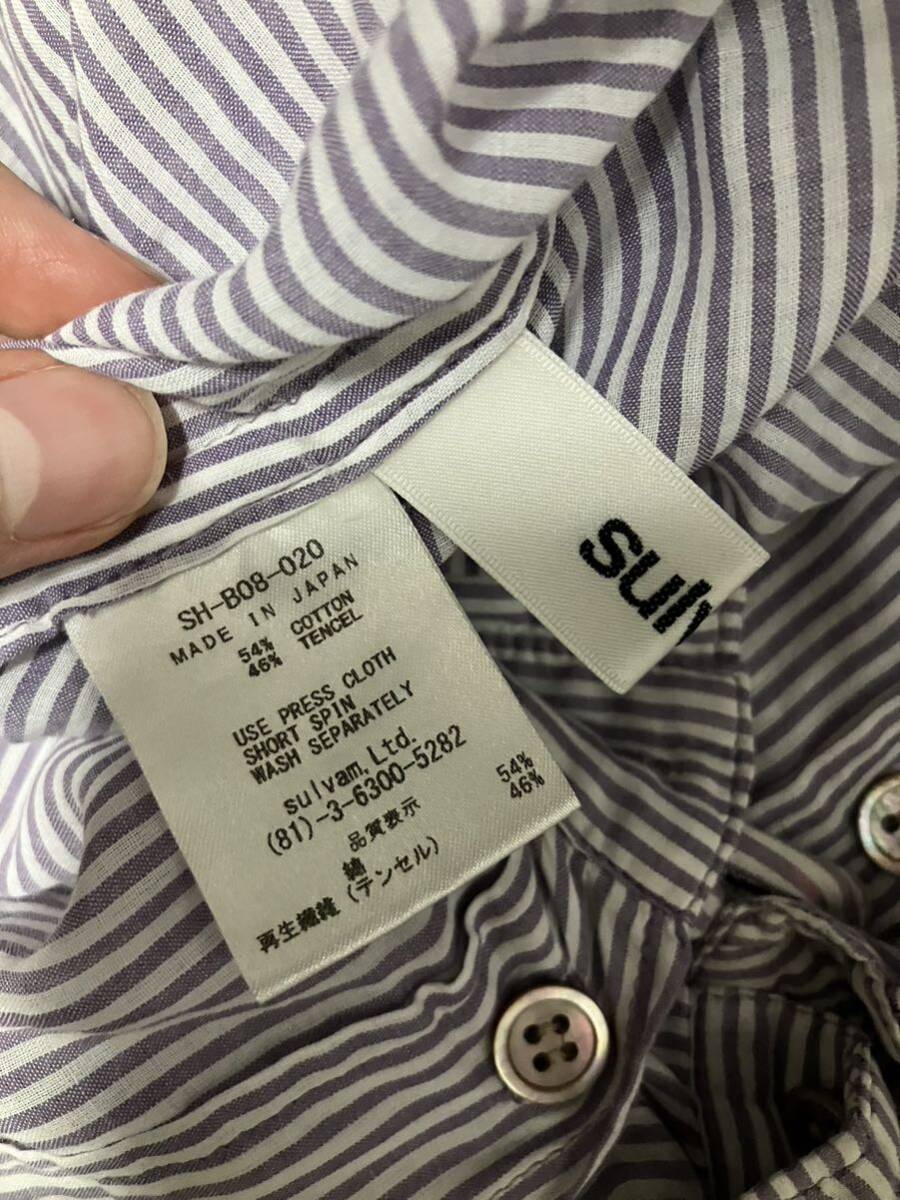 sulv
SH-B08-020
MADE IN JAPAN
54% COTTON
46% TENCEL
USE PRESS CLOTH
SHORT SPIN
WASH SEPARATELY
sulvam.Ltd.
(81)-3-6300-5282
品質表示
綿 54%
再生繊維(テンセル) 46%